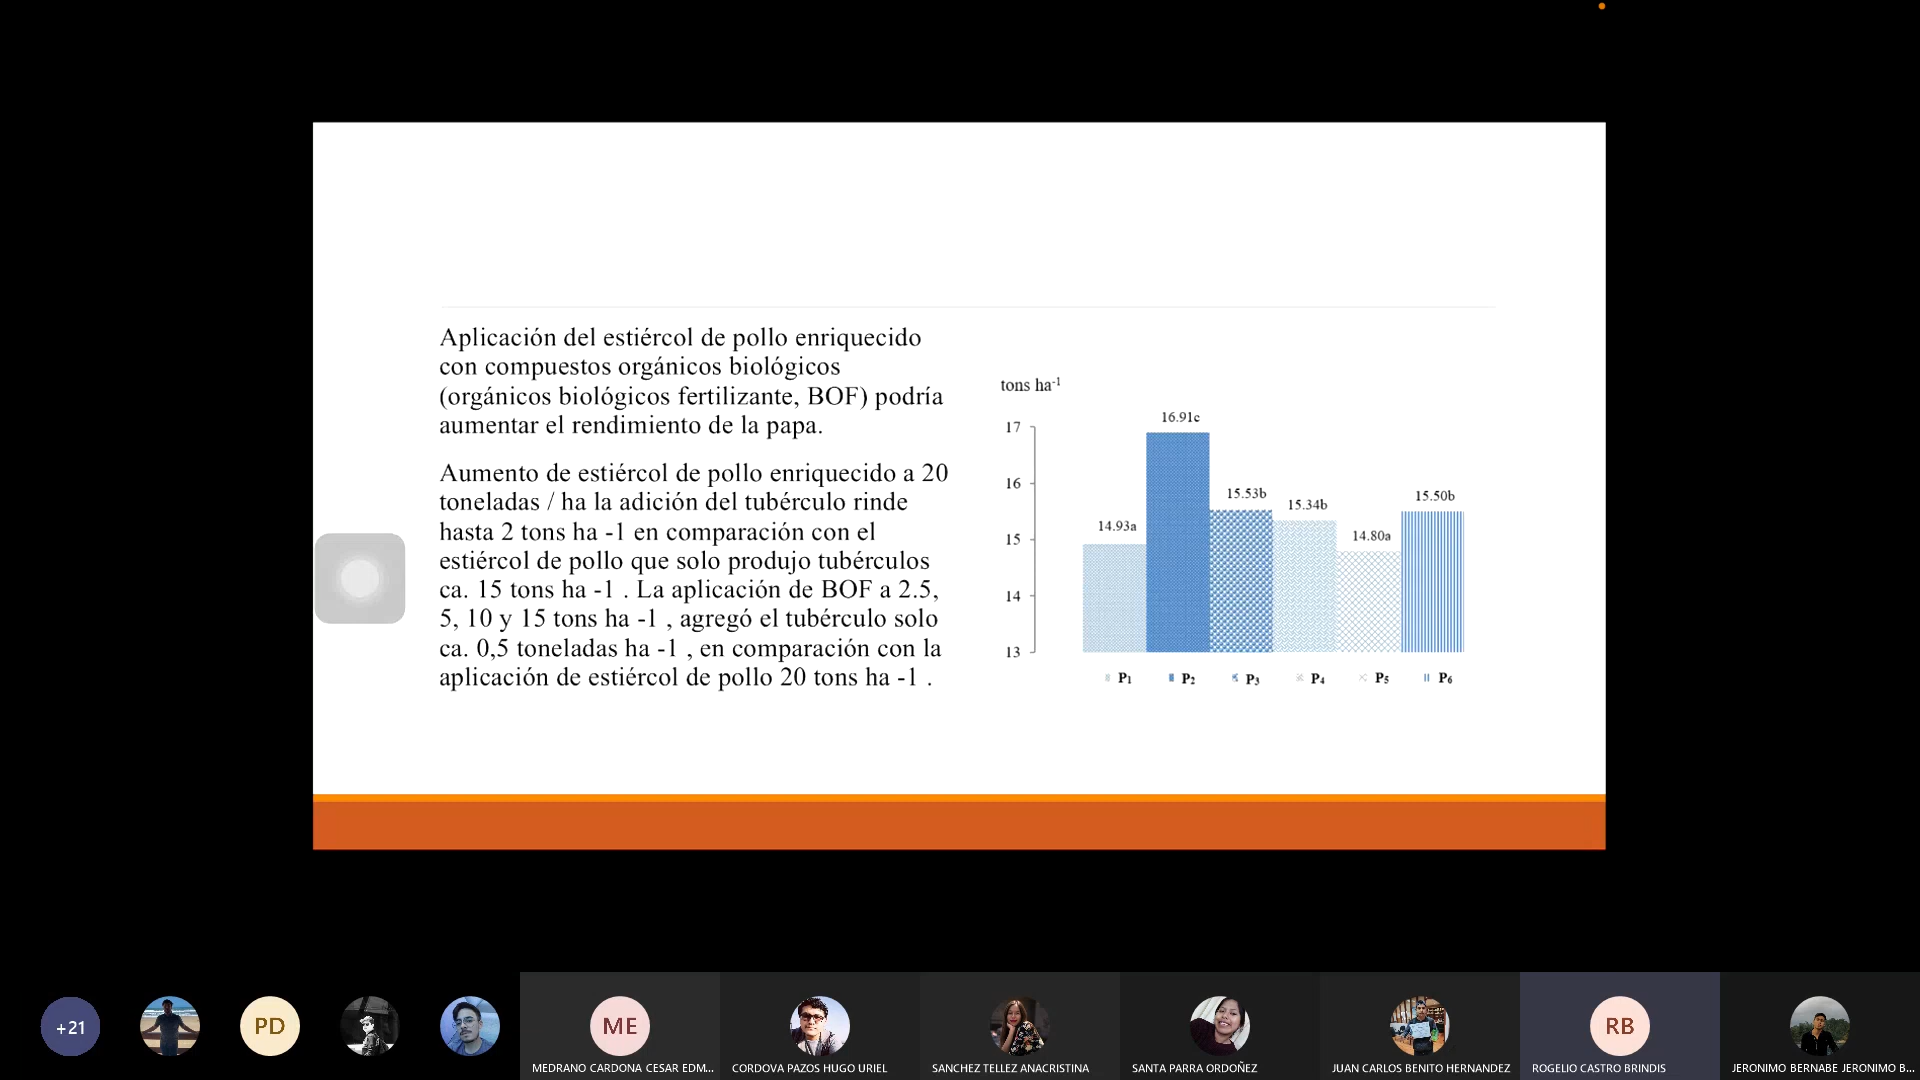 Aplicación del estiércol de pollo enriquecido
con compuestos orgánicos biológicos
(orgánicos biológicos fertilizante, BOF) podría
aumentar el rendimiento de la papa.
Aumento de estiércol de pollo enriquecido a 20
toneladas / ha la adición del tubérculo rinde
hasta 2 tons ha -1 en comparación con el
estiércol de pollo que solo produjo tubérculos
ca. 15 tons ha -1 . La aplicación de BOF a 2.5,
5, 10 y 15 tons ha -1 , agregó el tubérculo solo
ca. 0,5 toneladas ha -1 , en comparación con la
aplicación de estiércol de pollo 20 tons ha -1 .
tons ha-1
17
16
15
14
13
14.93a
16.91c
15.53b
15.34b
14.80a
15.50b
P1 P2 P3 P4 P5 P6
+21
PD
ME
RB
MEDRANO CARDONA CESAR EDM...
CORDOVA PAZOS HUGO URIEL
SANCHEZ TELLEZ ANACRISTINA
SANTA PARRA ORDOÑEZ
JUAN CARLOS BENITO HERNANDEZ
ROGELIO CASTRO BRINDIS
JERONIMO BERNABE JERONIMO B...